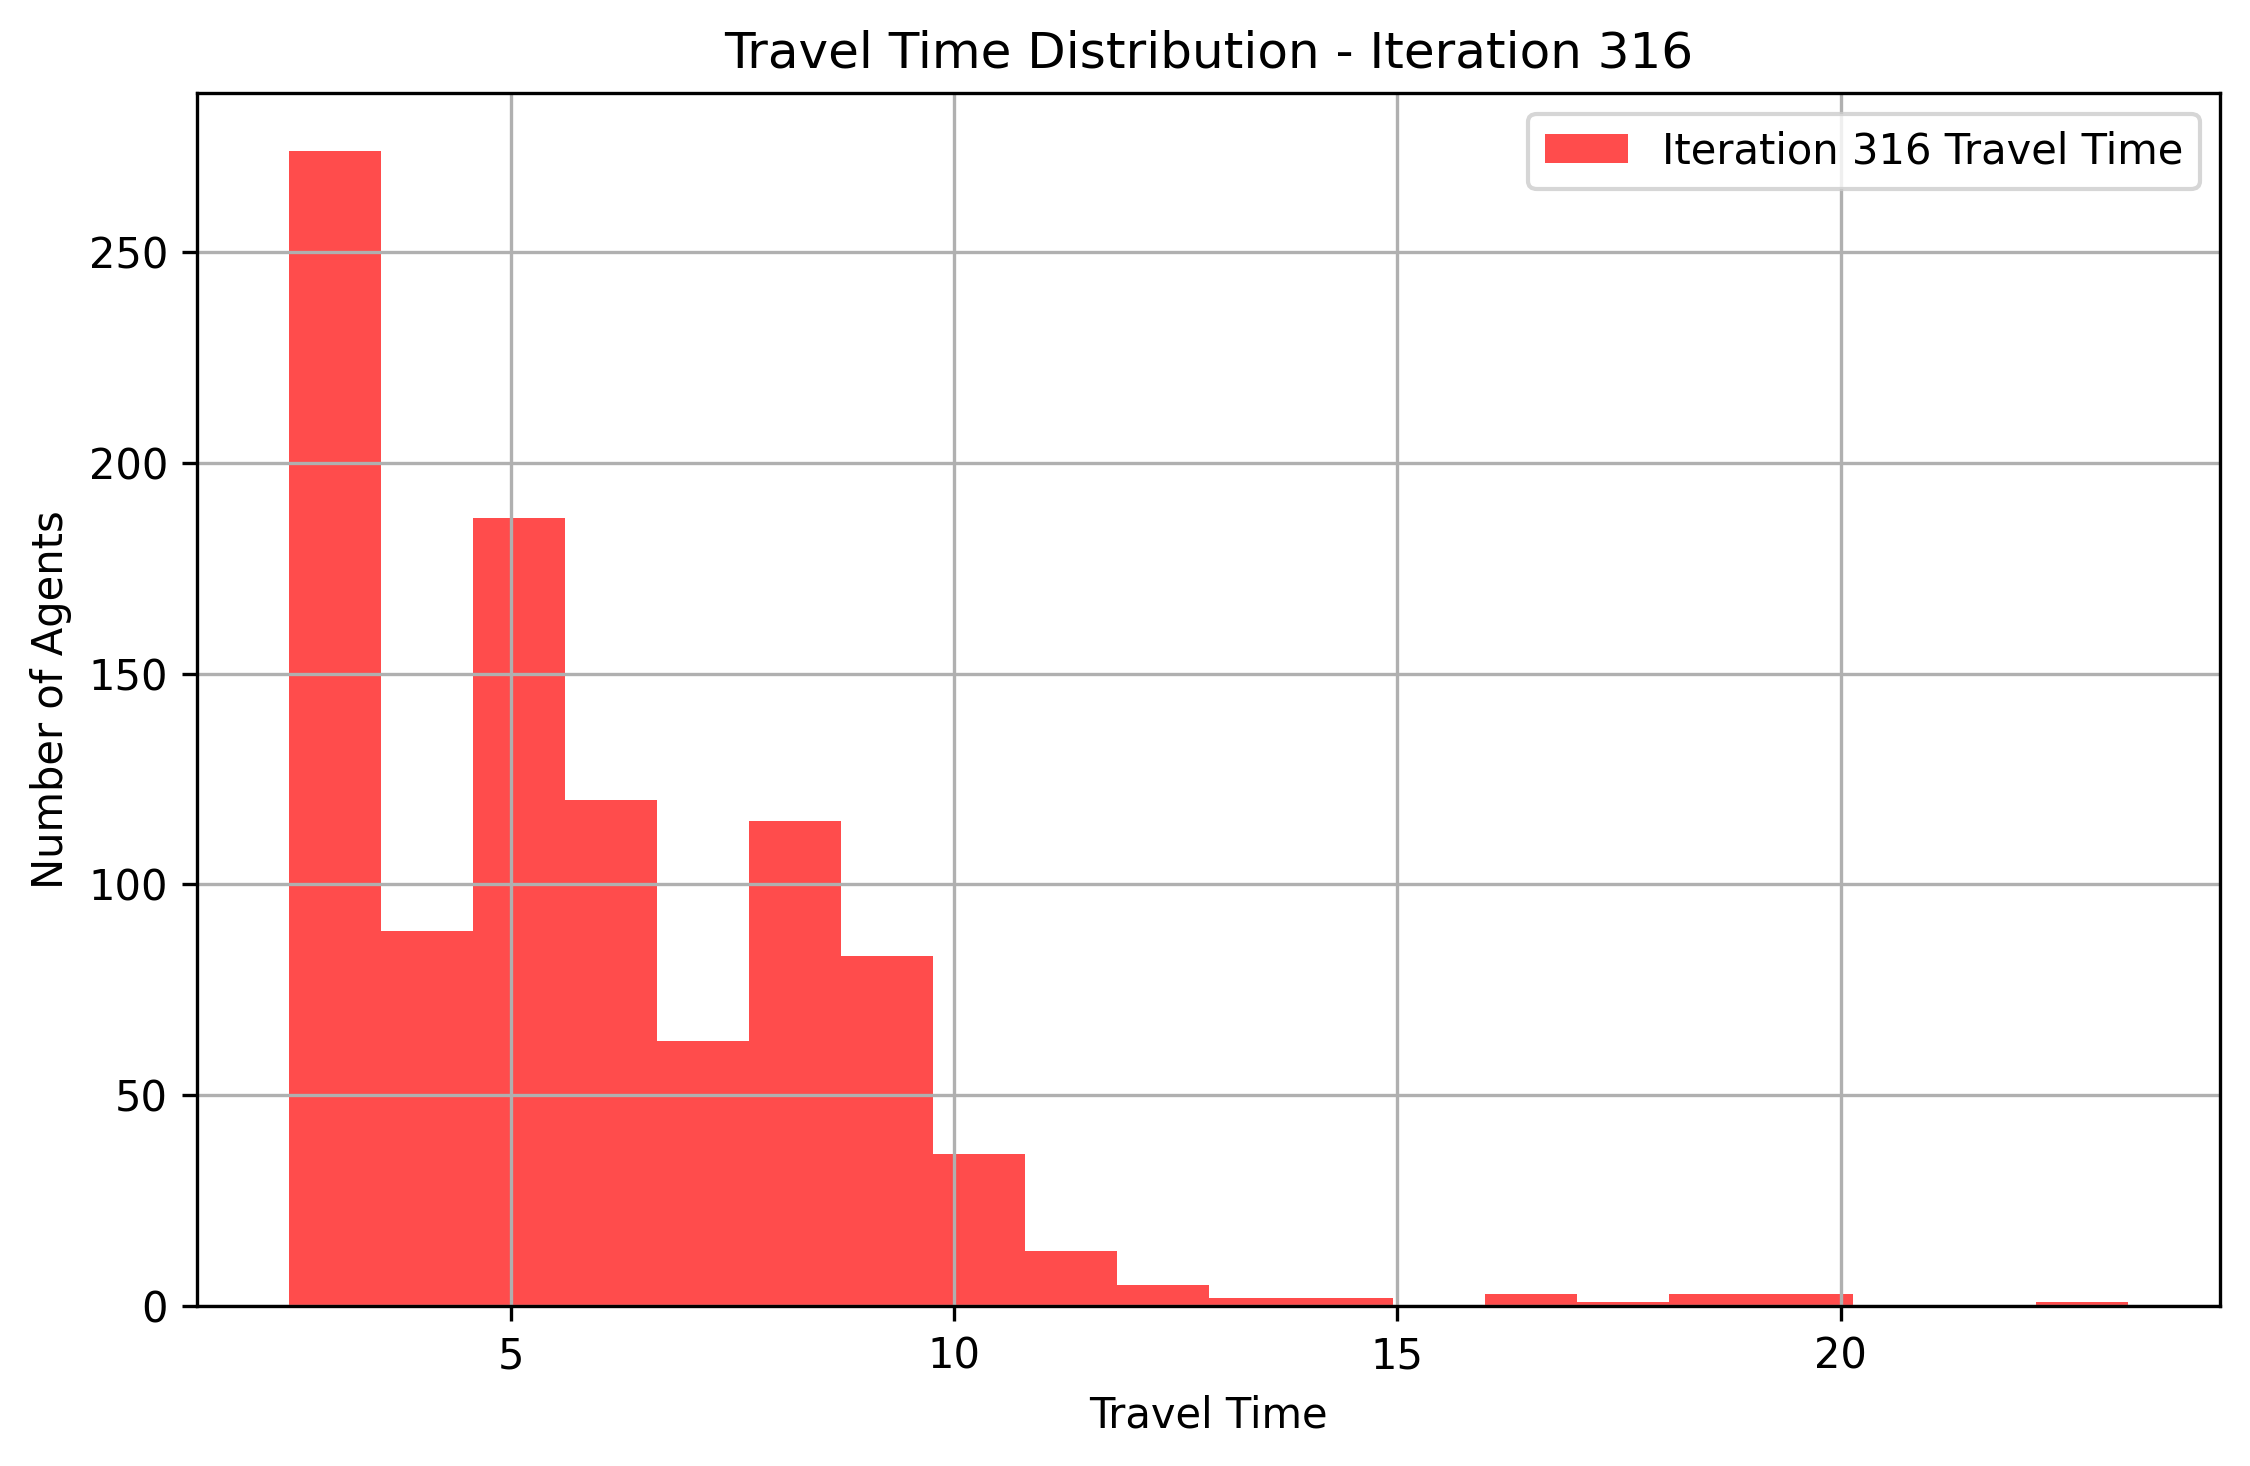 Travel Time Distribution - Iteration 316
Iteration 316 Travel Time
Number of Agents
250
200
150
100
50
0
5 10 15 20
Travel Time